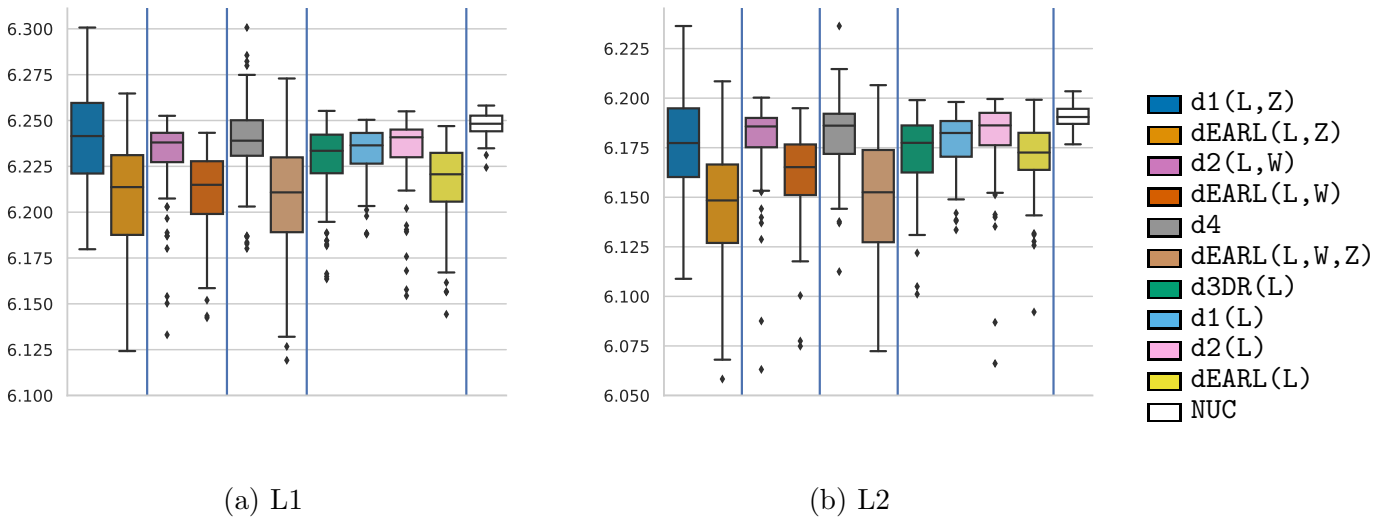 6.300
6.275
6.250
6.225
6.200
6.175
6.150
6.125
6.100
(a) L1
6.225
6.200
6.175
6.150
6.125
6.100
6.075
6.050
(b) L2
d1(L,Z)
dEARL(L,Z)
d2(L,W)
dEARL(L,W)
d4
dEARL(L,W,Z)
d3DR(L)
d1(L)
d2(L)
dEARL(L)
NUC